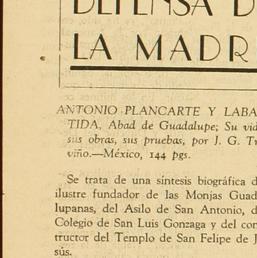 DEFENSA D
LA MADR
ANTONIO PLANCARTE Y LABA
TIDA, Abad de Guadalupe; Su vid
sus obras, sus pruebas, por J. G. Tr
viño.—México, 144 pgs.
Se trata de una síntesis biográfica d
ilustre fundador de las Monjas Guad
lupanas, del Asilo de San Antonio, d
Colegio de San Luis Gonzaga y del con
tructor del Templo de San Felipe de J
sús.